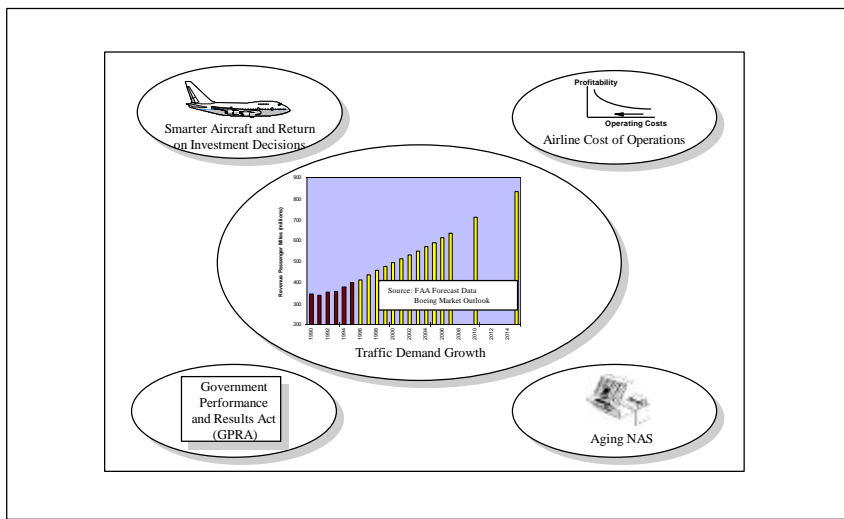 Smarter Aircraft and Return
on Investment Decisions
Profitability
Operating Costs
Airline Cost of Operations
Revenue Passenger Miles (millions)
900
800
700
600
500
400
300
200
Source: FAA Forecast Data
Boeing Market Outlook
1990
1992
1994
1996
1998
2000
2002
2004
2006
2008
2010
2012
2014
Traffic Demand Growth
Government
Performance
and Results Act
(GPRA)
Aging NAS